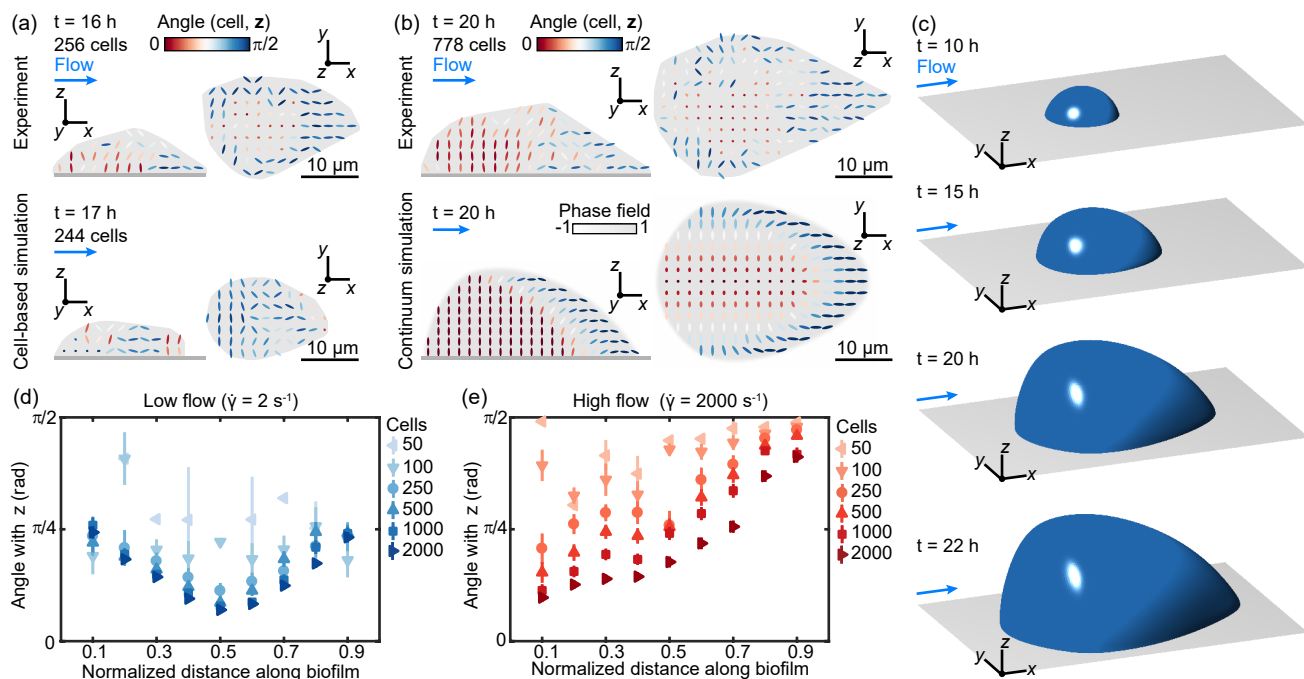 (a)
t = 16 h
256 cells
Flow
Angle (cell, z)
0
π/2
Experiment
z
y
x
y
z
x
10 μm
t = 17 h
244 cells
Cell-based simulation
z
y
x
y
z
x
10 μm
(b)
t = 20 h
778 cells
Flow
Angle (cell, z)
0
π/2
Experiment
z
y
x
y
z
x
10 μm
t = 20 h
Phase field
-1
1
Continuum simulation
z
y
x
y
z
x
10 μm
(c)
t = 10 h
Flow
y
z
x
t = 15 h
y
z
x
t = 20 h
y
z
x
t = 22 h
y
z
x
(d)
Low flow (γ̇ = 2 s⁻¹)
π/2
π/4
0
Angle with z (rad)
0.1 0.3 0.5 0.7 0.9
Normalized distance along biofilm
Cells
50
100
250
500
1000
2000
(e)
High flow (γ̇ = 2000 s⁻¹)
π/2
π/4
0
Angle with z (rad)
0.1 0.3 0.5 0.7 0.9
Normalized distance along biofilm
Cells
50
100
250
500
1000
2000